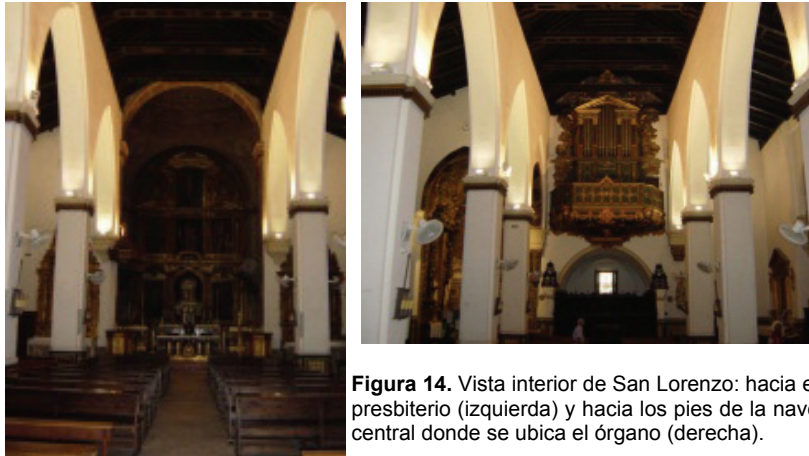 Figura 14. Vista interior de San Lorenzo: hacia e
presbiterio (izquierda) y hacia los pies de la nav
central donde se ubica el órgano (derecha).